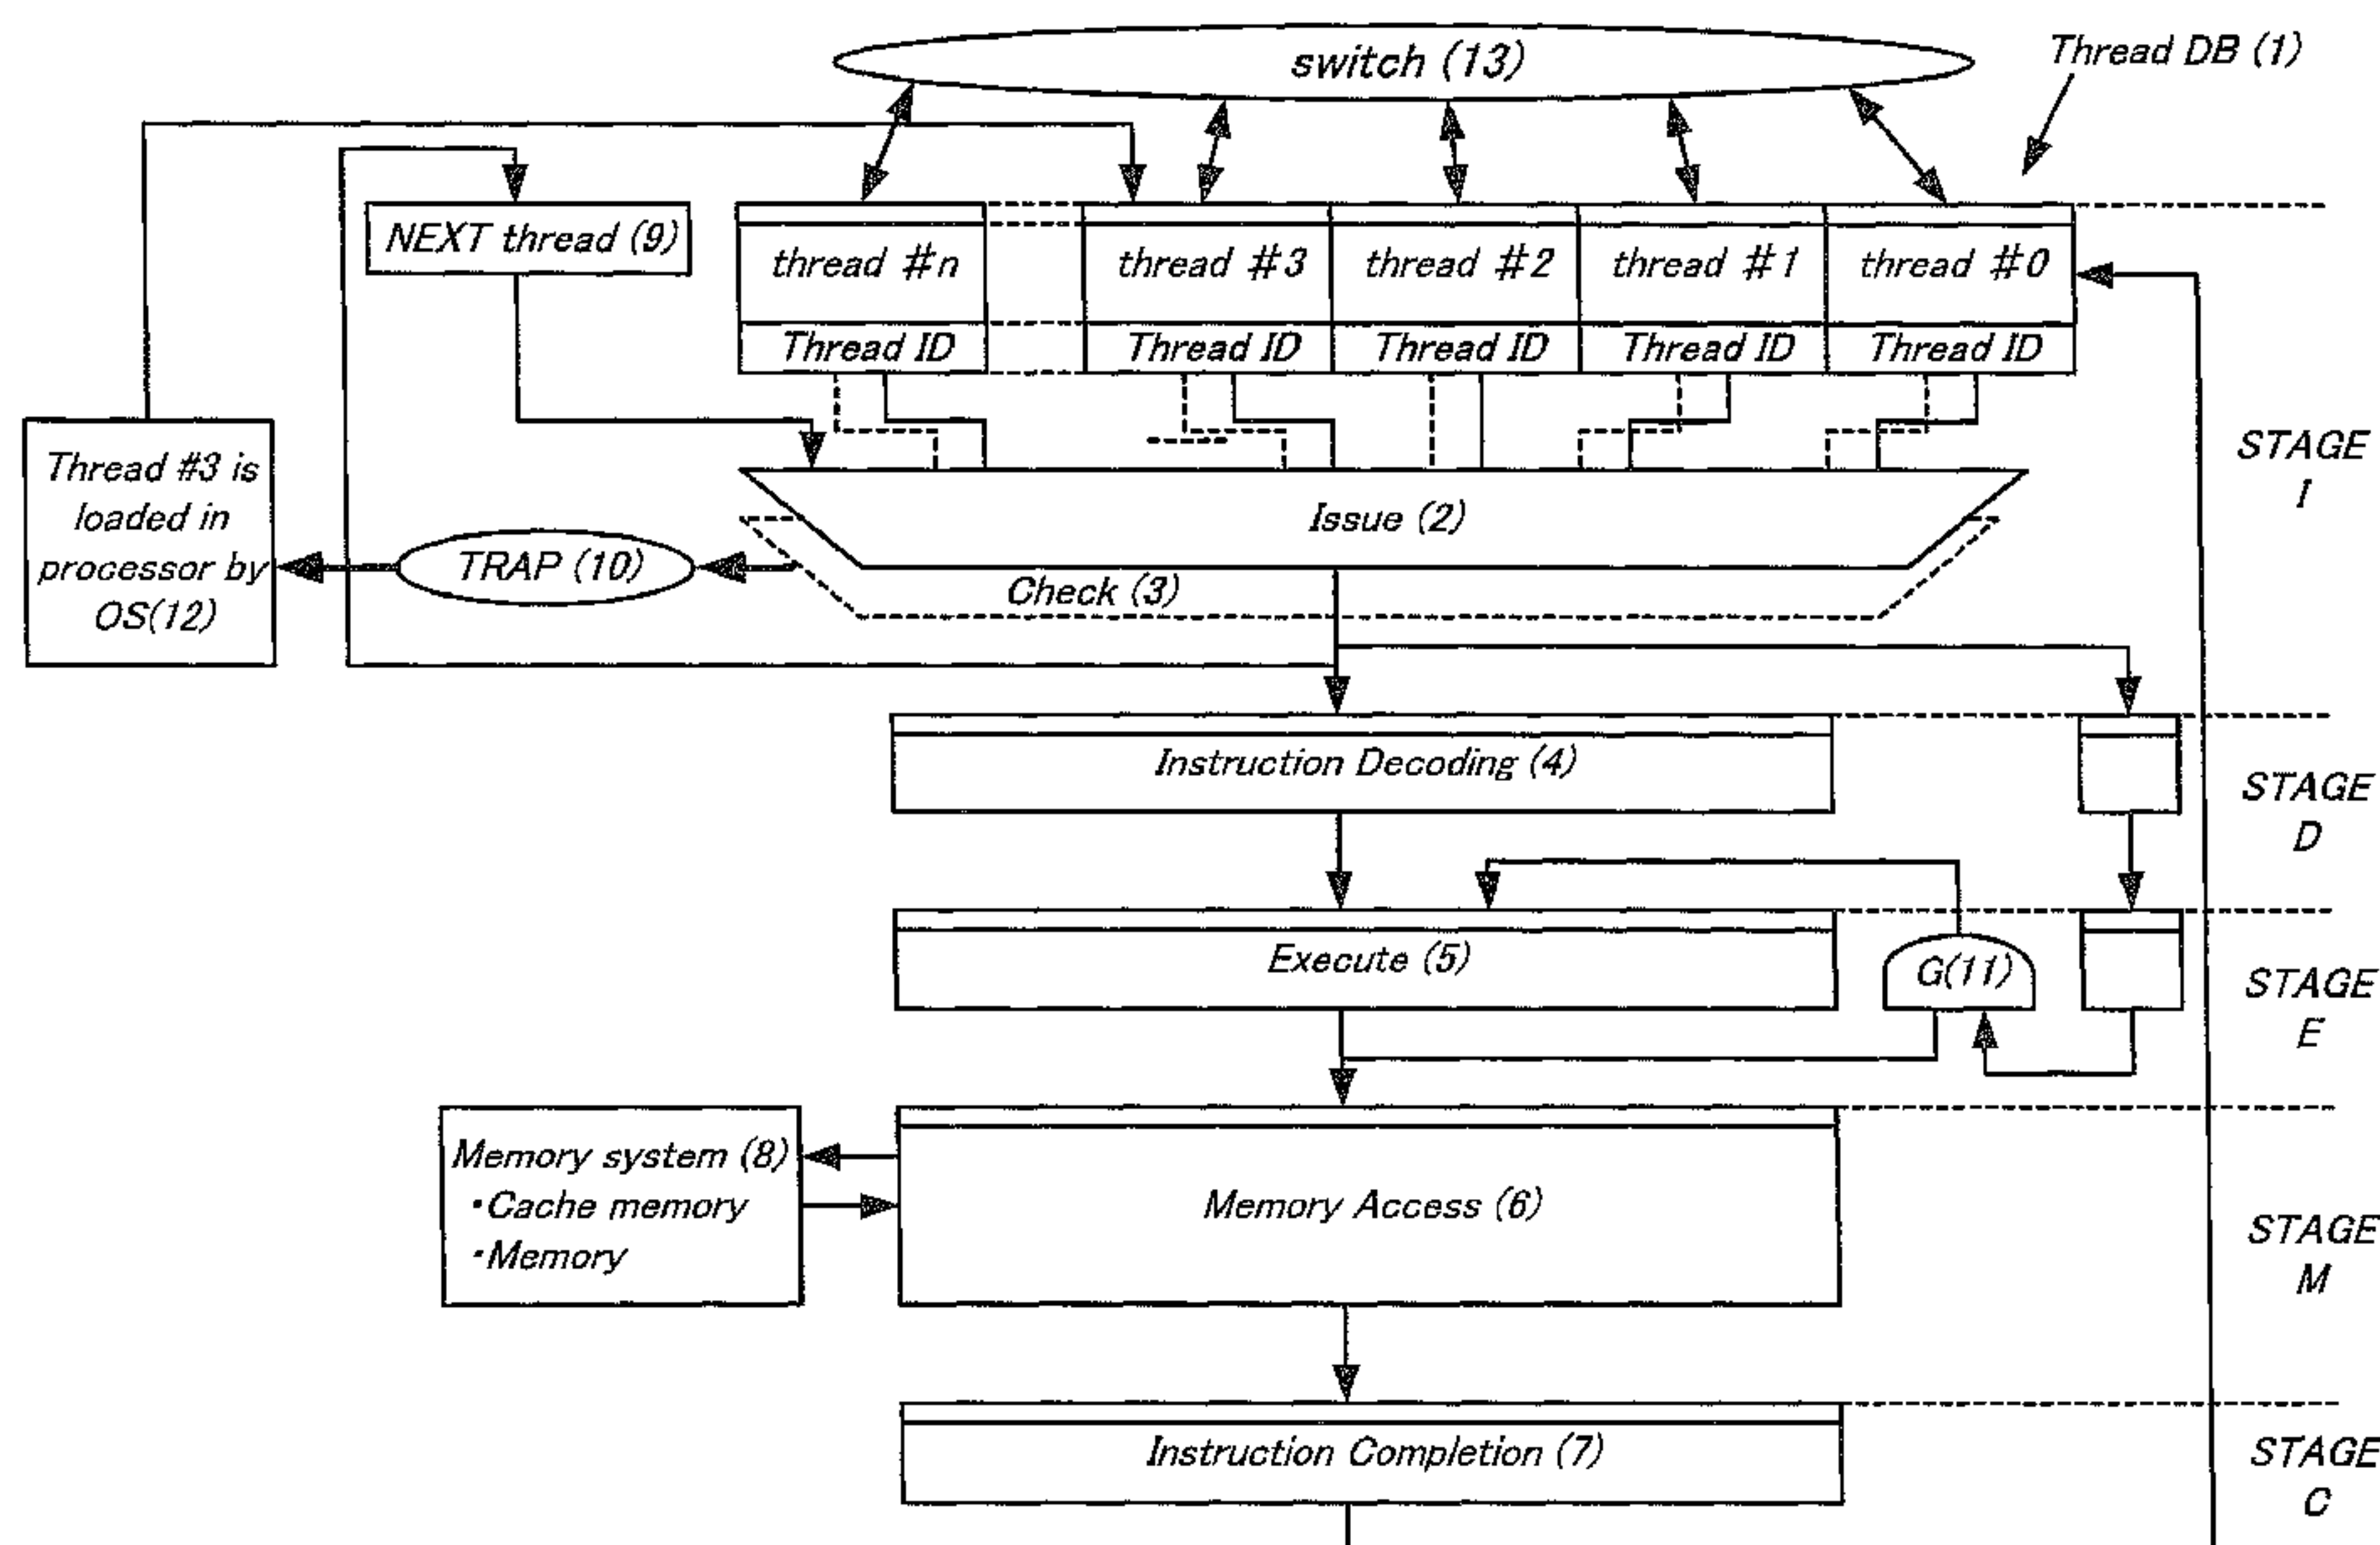 switch (13)
Thread DB (1)
NEXT thread (9)
thread #n
thread #3
thread #2
thread #1
thread #0
Thread ID
Thread ID
Thread ID
Thread ID
Thread ID
STAGE
I
Thread #3 is
loaded in
processor by
OS(12)
TRAP (10)
Issue (2)
Check (3)
Instruction Decoding (4)
STAGE
D
Execute (5)
G(11)
STAGE
E
Memory system (8)
・Cache memory
・Memory
Memory Access (6)
STAGE
M
Instruction Completion (7)
STAGE
C